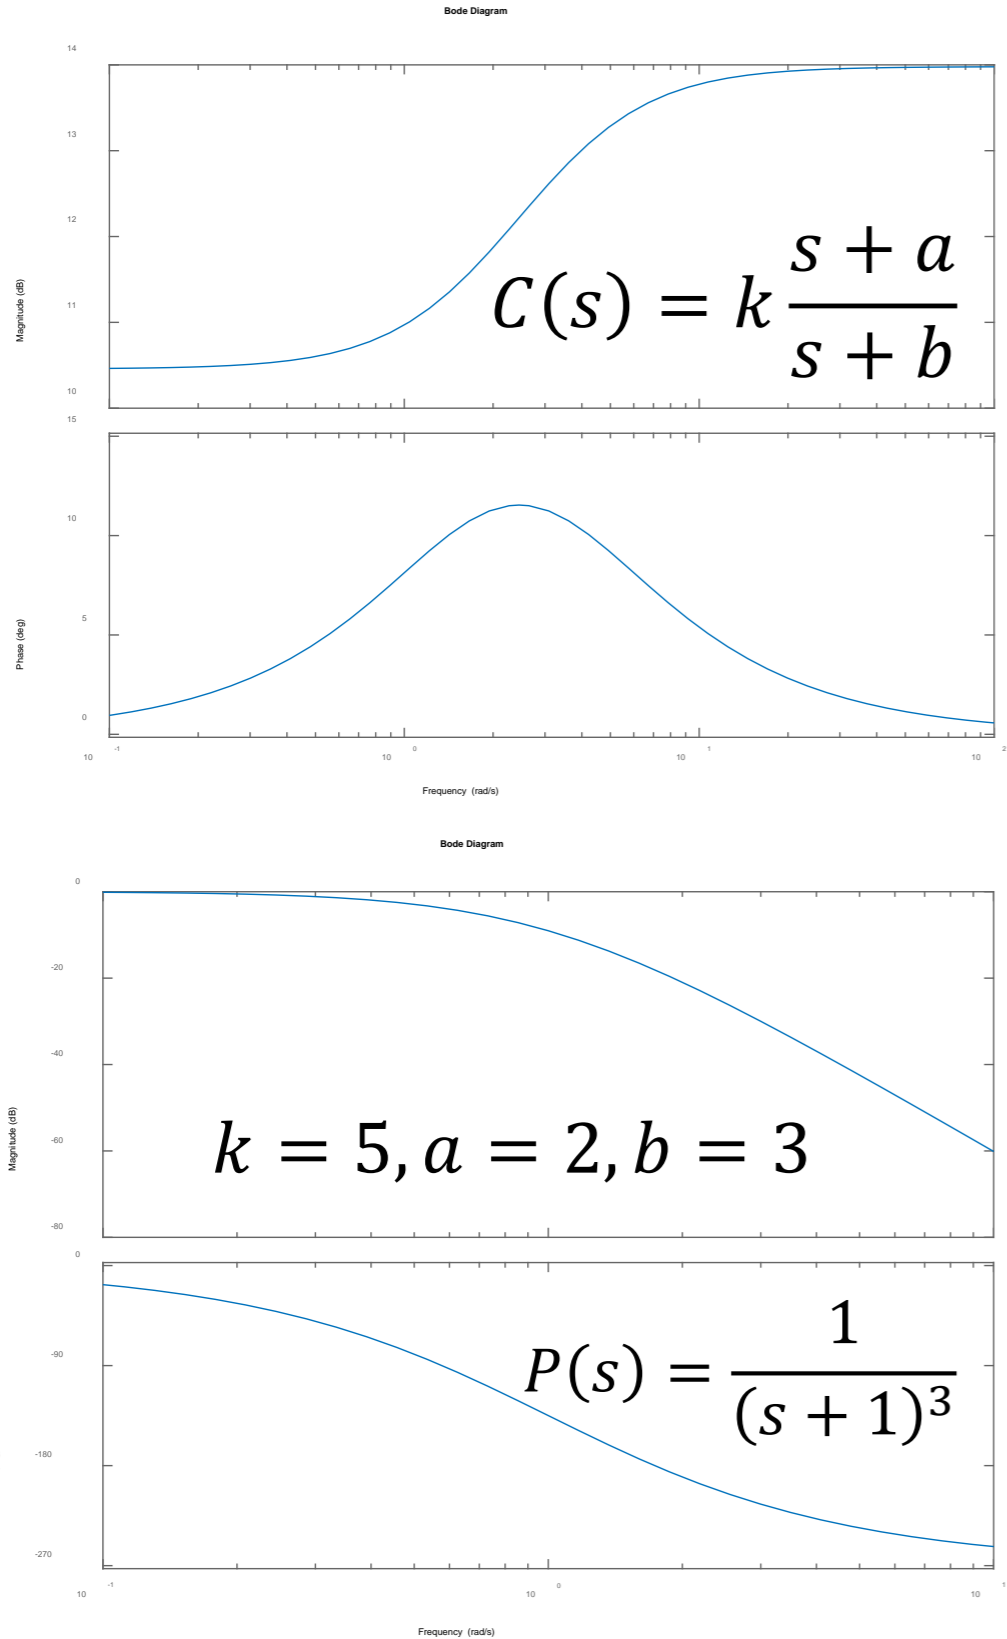 Bode Diagram
14
13
12
11
10
Magnitude (dB)
C(s) = k \frac{s + a}{s + b}
15
10
5
0
Phase (deg)
10^{-1} 10^{0} 10^{1} 10^{2}
Frequency (rad/s)
Bode Diagram
0
-20
-40
-60
-80
Magnitude (dB)
k = 5, a = 2, b = 3
0
-90
-180
-270
P(s) = \frac{1}{(s + 1)^3}
10^{-1} 10^{0} 10^{1}
Frequency (rad/s)